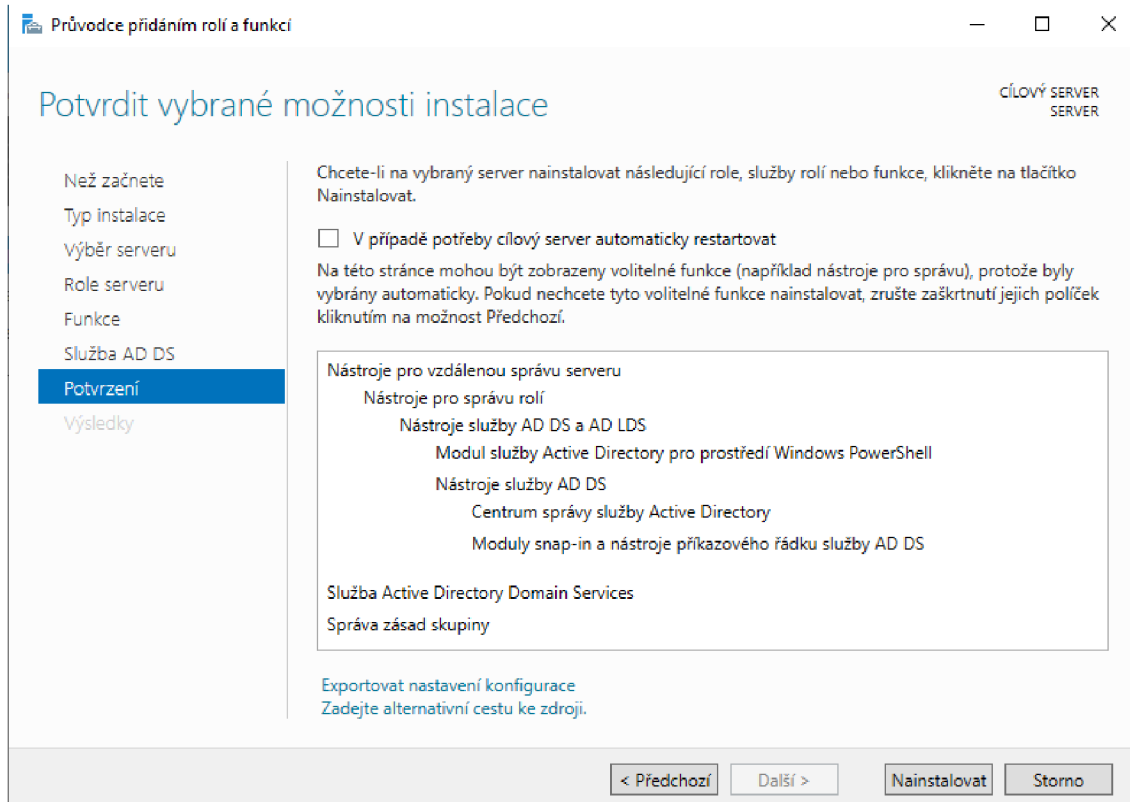 Průvodce přidáním rolí a funkcí
Potvrdit vybrané možnosti instalace
CÍLOVÝ SERVER
SERVER
Než začnete
Typ instalace
Výběr serveru
Role serveru
Funkce
Služba AD DS
Potvrzení
Výsledky
Chcete-li na vybraný server nainstalovat následující role, služby rolí nebo funkce, klikněte na tlačítko
Nainstalovat.
V případě potřeby cílový server automaticky restartovat
Na této stránce mohou být zobrazeny volitelné funkce (například nástroje pro správu), protože byly
vybrány automaticky. Pokud nechcete tyto volitelné funkce nainstalovat, zrušte zaškrtnutí jejich políček
kliknutím na možnost Předchozí.
Nástroje pro vzdálenou správu serveru
Nástroje pro správu rolí
Nástroje služby AD DS a AD LDS
Modul služby Active Directory pro prostředí Windows PowerShell
Nástroje služby AD DS
Centrum správy služby Active Directory
Moduly snap-in a nástroje příkazového řádku služby AD DS
Služba Active Directory Domain Services
Správa zásad skupiny
Exportovat nastavení konfigurace
Zadejte alternativní cestu ke zdroji.
< Předchozí
Další >
Nainstalovat
Storno